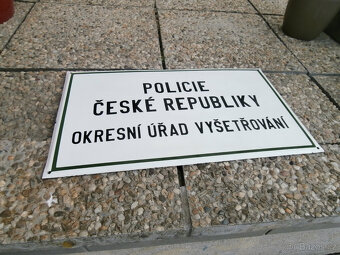 POLICIE
ČESKÉ REPUBLIKY
OKRESNÍ ÚŘAD VYŠETŘOVÁNÍ